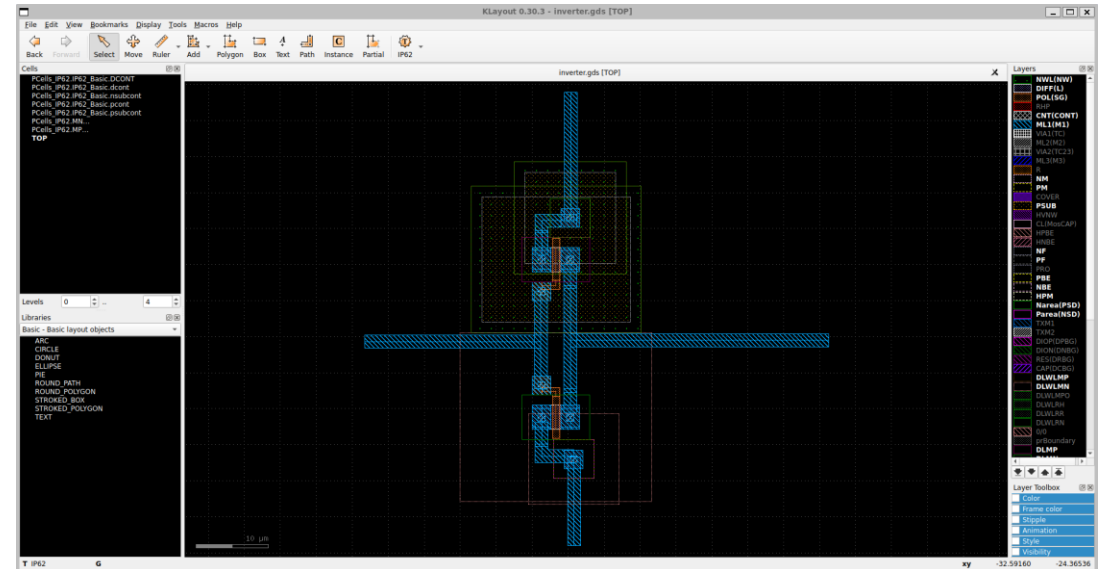 KLayout 0.30.3 - inverter.gds [TOP]
File Edit View Bookmarks Display Tools Macros Help
Back Forward Select Move Ruler Add Polygon Box Text Path Instance Partial IP62
Cells
PCells_IP62.IP62_Basic.DCONT
PCells_IP62.IP62_Basic.dcont
PCells_IP62.IP62_Basic.nsubcont
PCells_IP62.IP62_Basic.pcont
PCells_IP62.IP62_Basic.psubcont
PCells_IP62.MN...
PCells_IP62.MP...
TOP
Levels 0 .. 4
Libraries
Basic - Basic layout objects
ARC
CIRCLE
DONUT
ELLIPSE
PIE
ROUND_PATH
ROUND_POLYGON
STROKED_BOX
STROKED_POLYGON
TEXT
inverter.gds [TOP]
10 µm
Layers
NWL(NW)
DIFF(L)
POL(SG)
RHP
CNT(CONT)
ML1(M1)
VIA1(TC)
ML2(M2)
VIA2(TC23)
ML3(M3)
R
NM
PM
COVER
PSUB
HVNW
CL(MosCAP)
HPBE
HNBE
NF
PF
PRO
PBE
NBE
HPM
Narea(PSD)
Parea(NSD)
TXM1
TXM2
DIOP(DPBG)
DION(DNBG)
RES(DRBG)
CAP(DCBG)
DLWLMP
DLWLMN
DLWLMPO
DLWLRH
DLWLRR
DLWLRN
0/0
prBoundary
DLMP
Layer Toolbox
Color
Frame color
Stipple
Animation
Style
Visibility
T IP62 G xy -32.59160 -24.36536